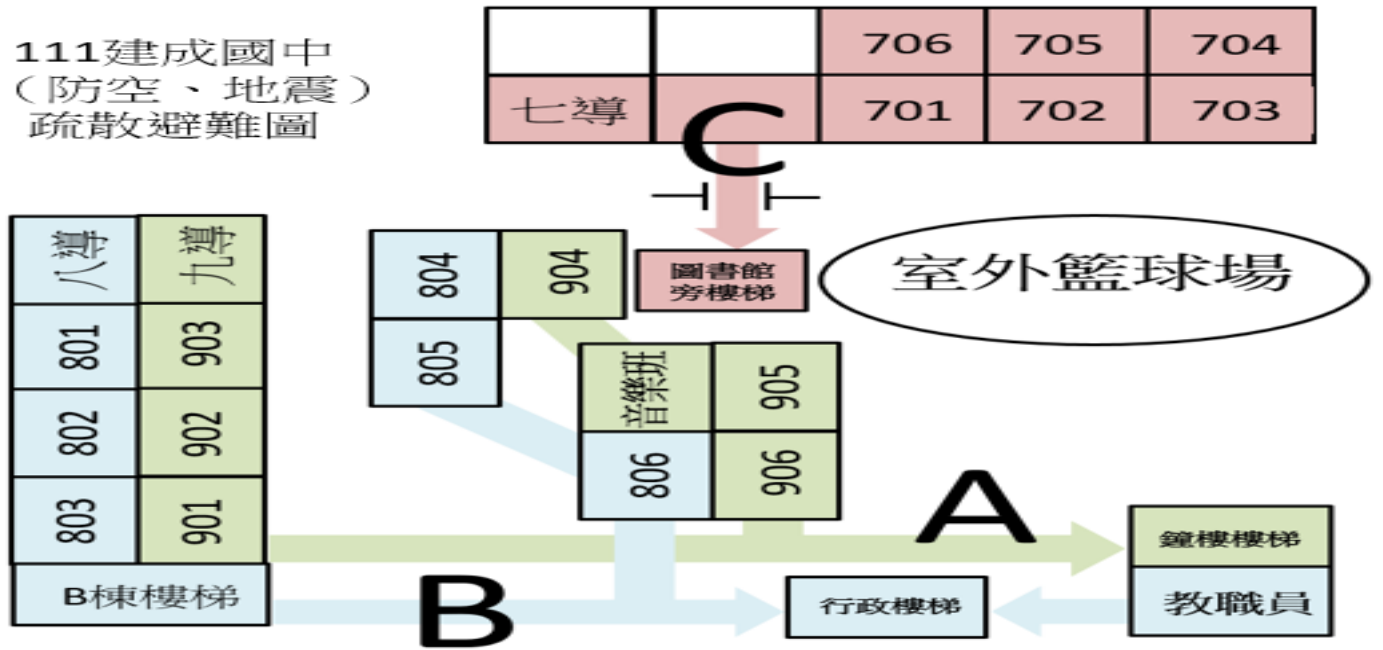 111建成國中
（防空、地震）
疏散避難圖
706 705 704
七導 701 702 703
C
八導 九導
801 903
802 902
803 901
B棟樓梯
804 904
805
圖書館
旁樓梯
室外籃球場
音樂班 905
806 906
A
B
鐘樓樓梯
行政樓梯
教職員